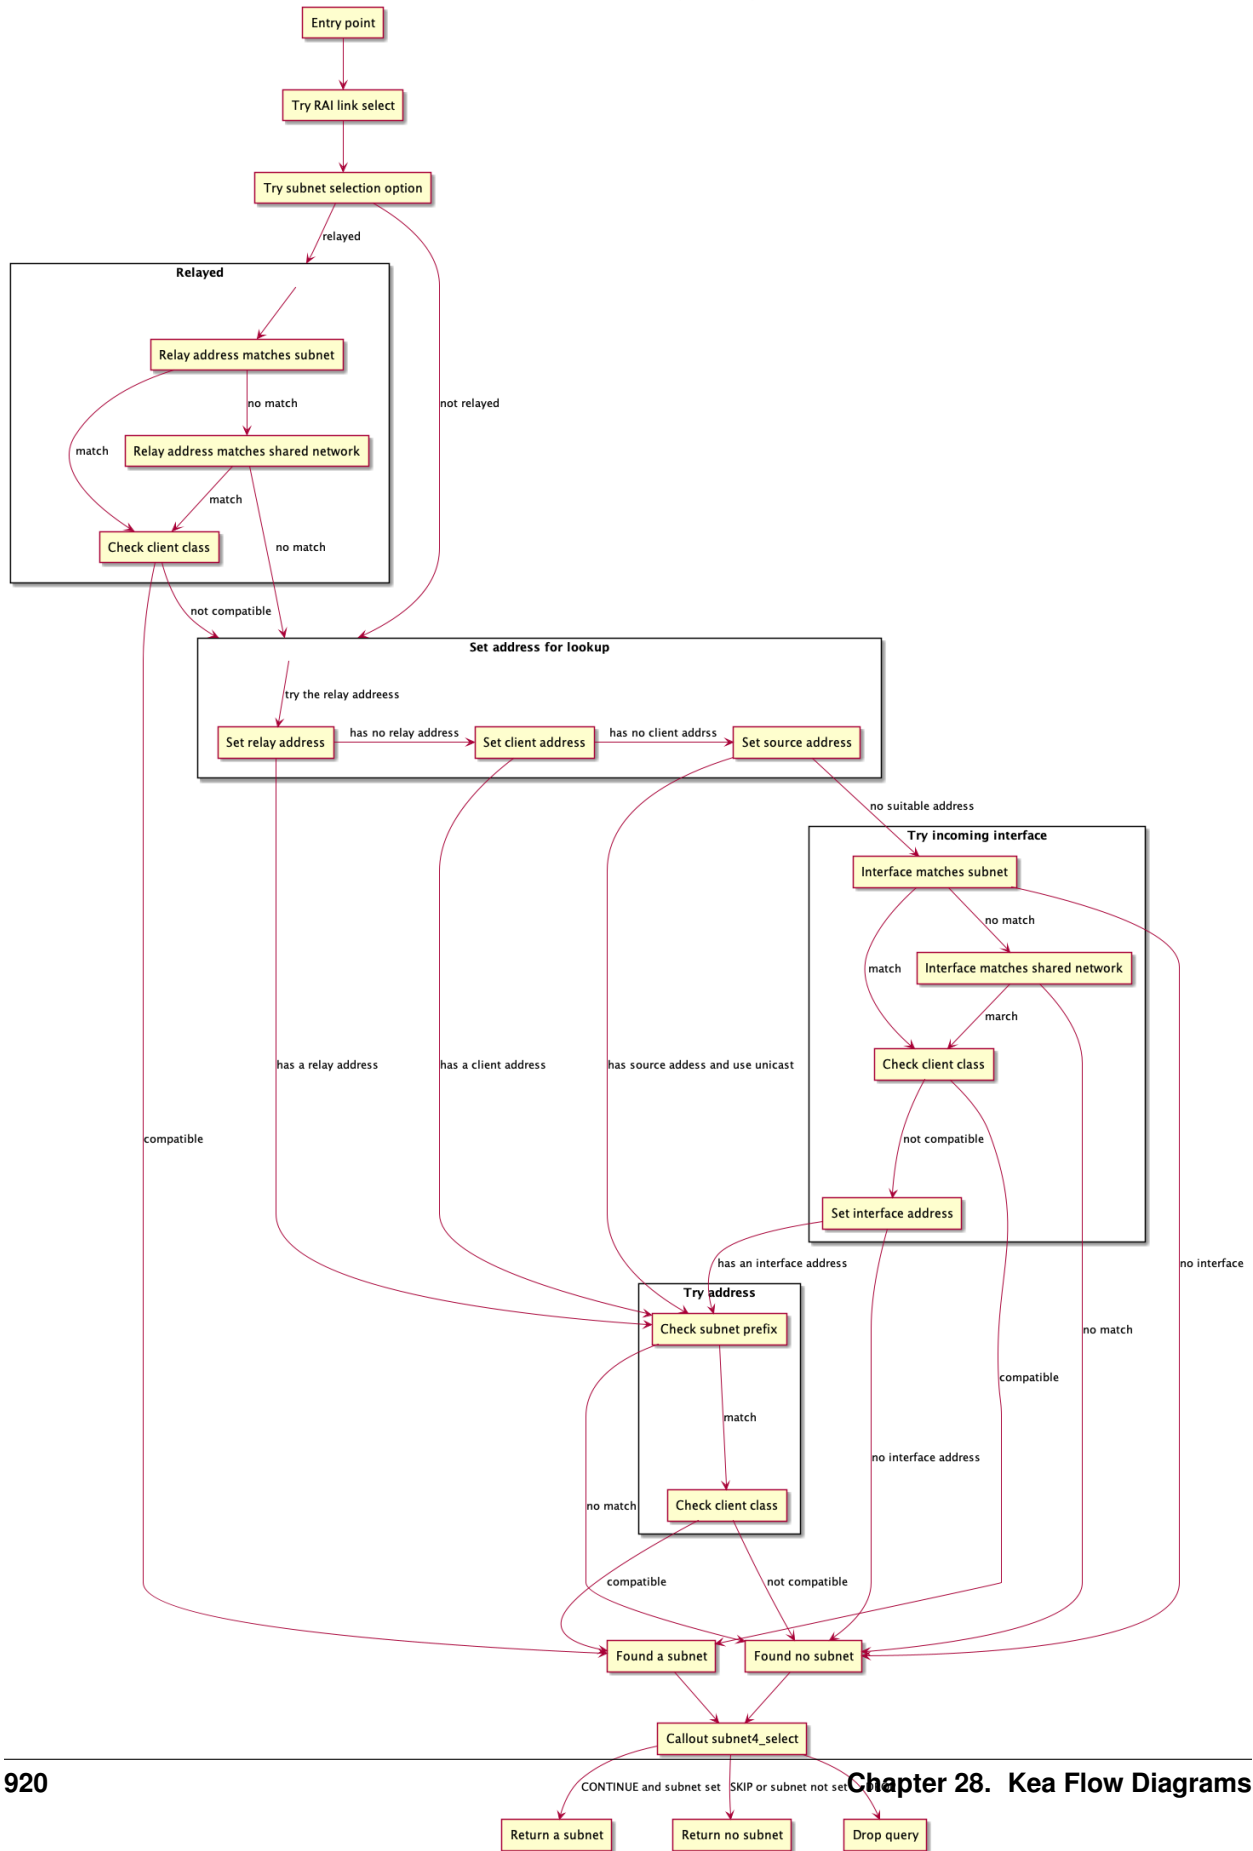 Entry point
Try RAI link select
Try subnet selection option
relayed
Relayed
Relay address matches subnet
no match
not relayed
match
Relay address matches shared network
match
Check client class
no match
not compatible
Set address for lookup
try the relay addreess
Set relay address
has no relay address
Set client address
has no client addrss
Set source address
no suitable address
Try incoming interface
Interface matches subnet
no match
match
Interface matches shared network
march
Check client class
has a relay address
has a client address
has source addess and use unicast
compatible
not compatible
Set interface address
has an interface address
no interface
Try address
Check subnet prefix
no match
compatible
match
no interface address
no match
Check client class
compatible
not compatible
Found a subnet
Found no subnet
Callout subnet4_select
920
CONTINUE and subnet set
SKIP or subnet not set
Chapter 28. Kea Flow Diagrams
Return a subnet
Return no subnet
Drop query